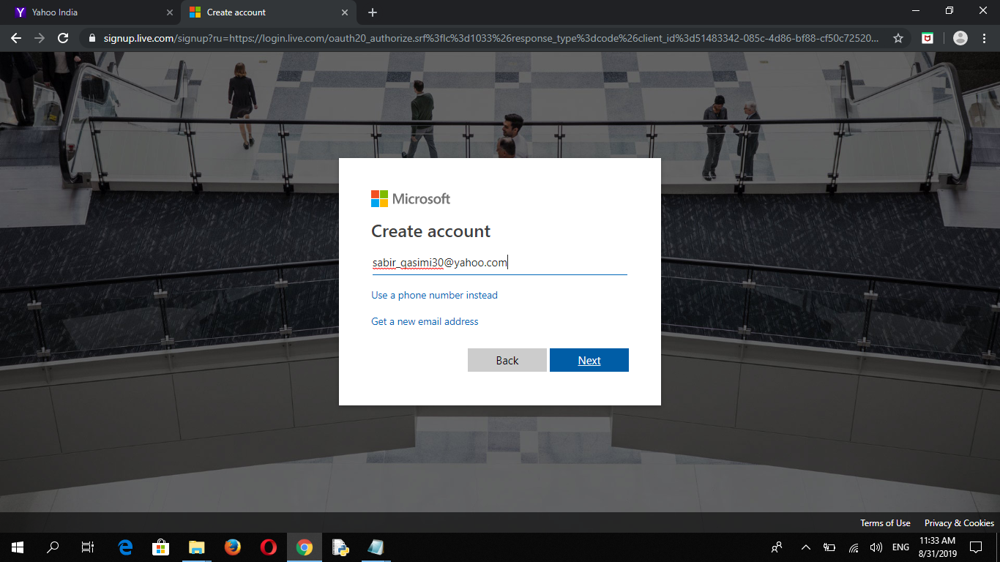 Yahoo India
Create account
signup.live.com/signup?ru=https://login.live.com/oauth20_authorize.srf%3flc%3d1033%26response_type%3dcode%26client_id%3d51483342-085c-4d86-bf88-cf50c72520...
Microsoft
Create account
sabir_qasimi30@yahoo.com
Use a phone number instead
Get a new email address
Back
Next
Terms of Use
Privacy & Cookies
ENG
11:33 AM
8/31/2019